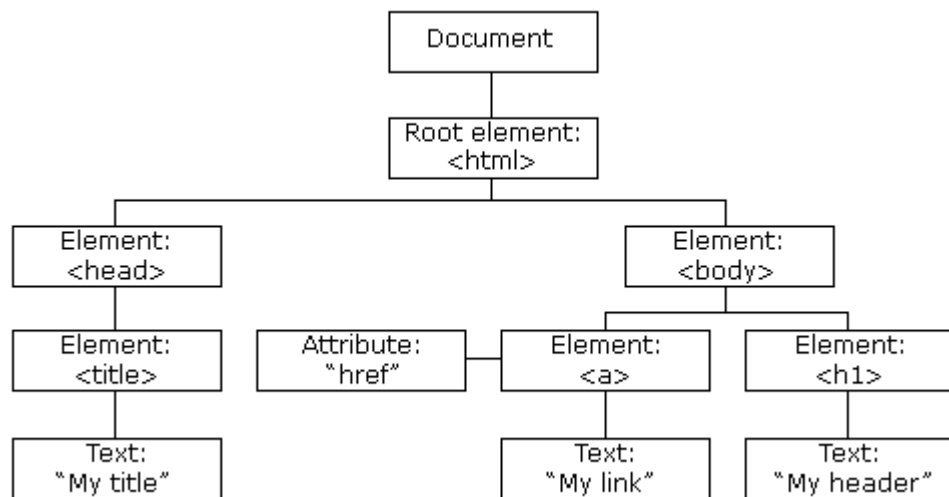 Document
Root element:
<html>
Element:
<head>
Element:
<body>
Element:
<title>
Attribute:
“href”
Element:
<a>
Element:
<h1>
Text:
“My title”
Text:
“My link”
Text:
“My header”